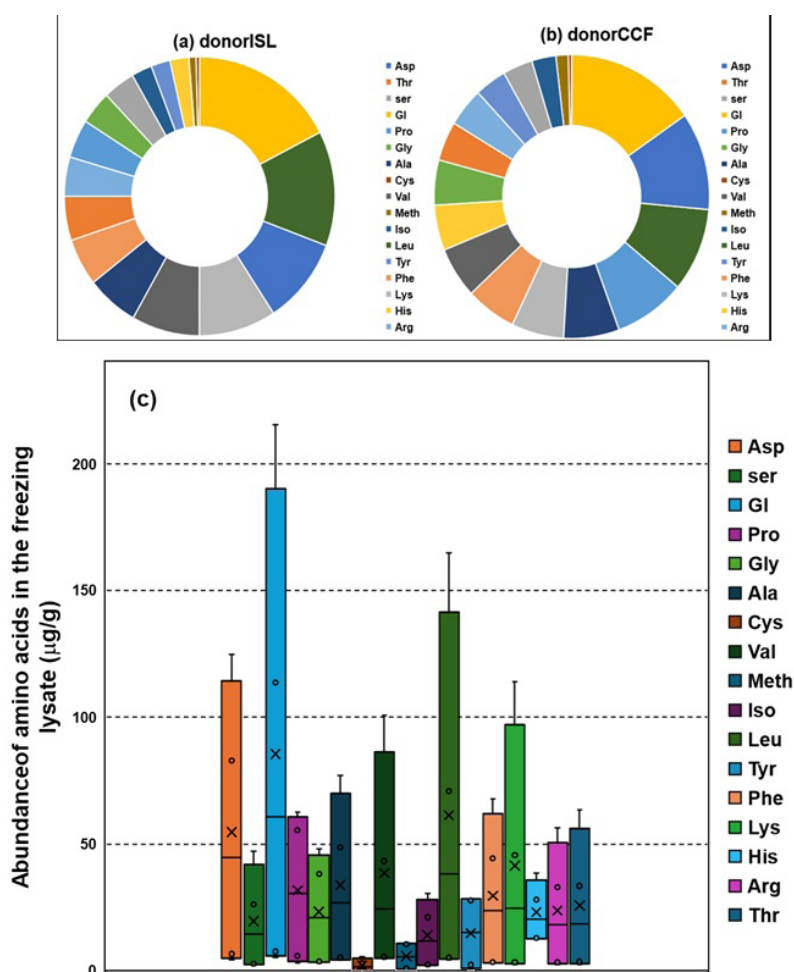 (a) donorISL
Asp
Thr
ser
Gl
Pro
Gly
Ala
Cys
Val
Meth
Iso
Leu
Tyr
Phe
Lys
His
Arg
(b) donorCCF
Asp
Thr
ser
Gl
Pro
Gly
Ala
Cys
Val
Meth
Iso
Leu
Tyr
Phe
Lys
His
Arg
(c)
Abundanceof amino acids in the freezing
lysate (µg/g)
200
150
100
50
0
Asp
ser
Gl
Pro
Gly
Ala
Cys
Val
Meth
Iso
Leu
Tyr
Phe
Lys
His
Arg
Thr